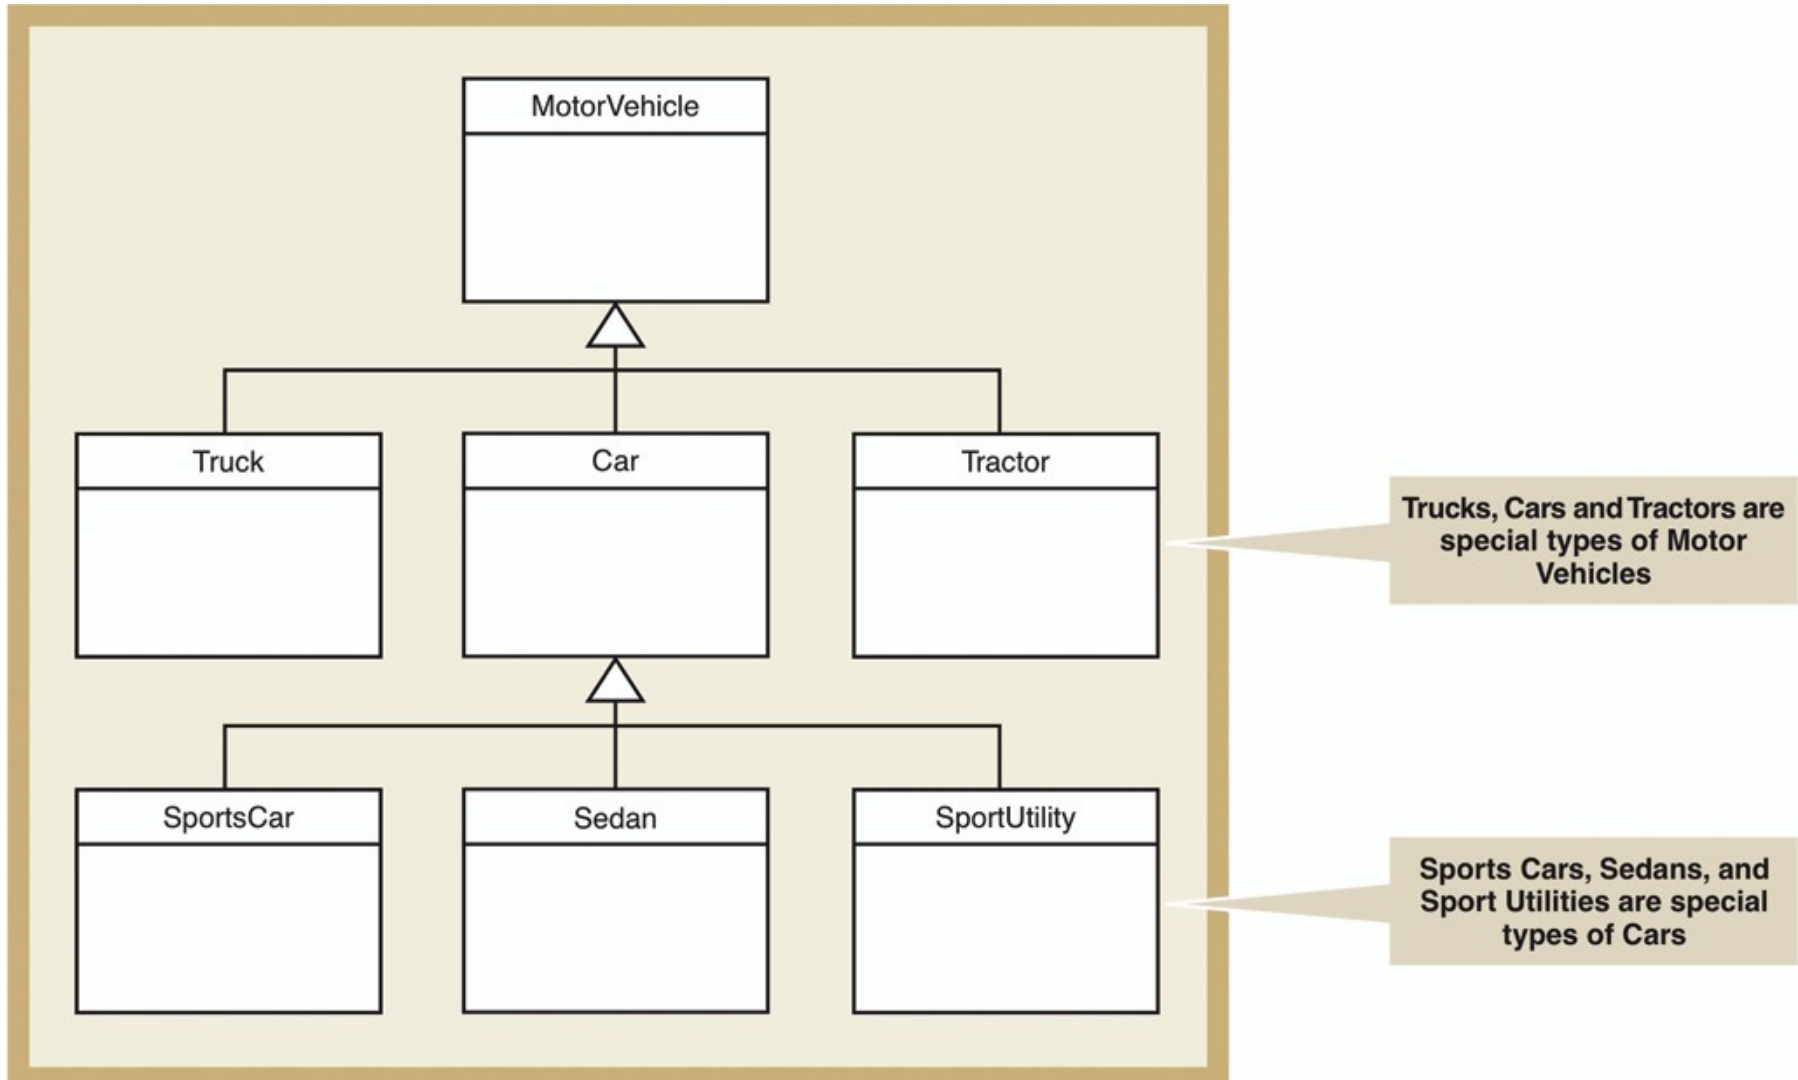 MotorVehicle
Truck
Car
Tractor
Trucks, Cars and Tractors are
special types of Motor
Vehicles
SportsCar
Sedan
SportUtility
Sports Cars, Sedans, and
Sport Utilities are special
types of Cars